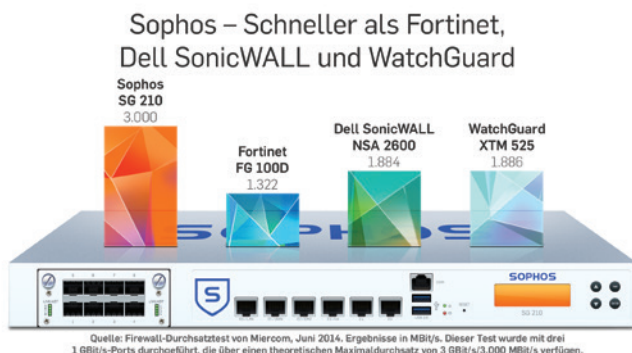 Sophos – Schneller als Fortinet,
Dell SonicWALL und WatchGuard
Sophos
SG 210
3.000
Fortinet
FG 100D
1.322
Dell SonicWALL
NSA 2600
1.884
WatchGuard
XTM 525
1.886
SOPHOS
S
SOPHOS
SG 210
Quelle: Firewall-Durchsatztest von Miercom, Juni 2014. Ergebnisse in MBit/s. Dieser Test wurde mit drei
1 GBit/s-Ports durchgeführt, die über einen theoretischen Maximaldurchsatz von 3 GBit/s/3.000 MBit/s verfügen.